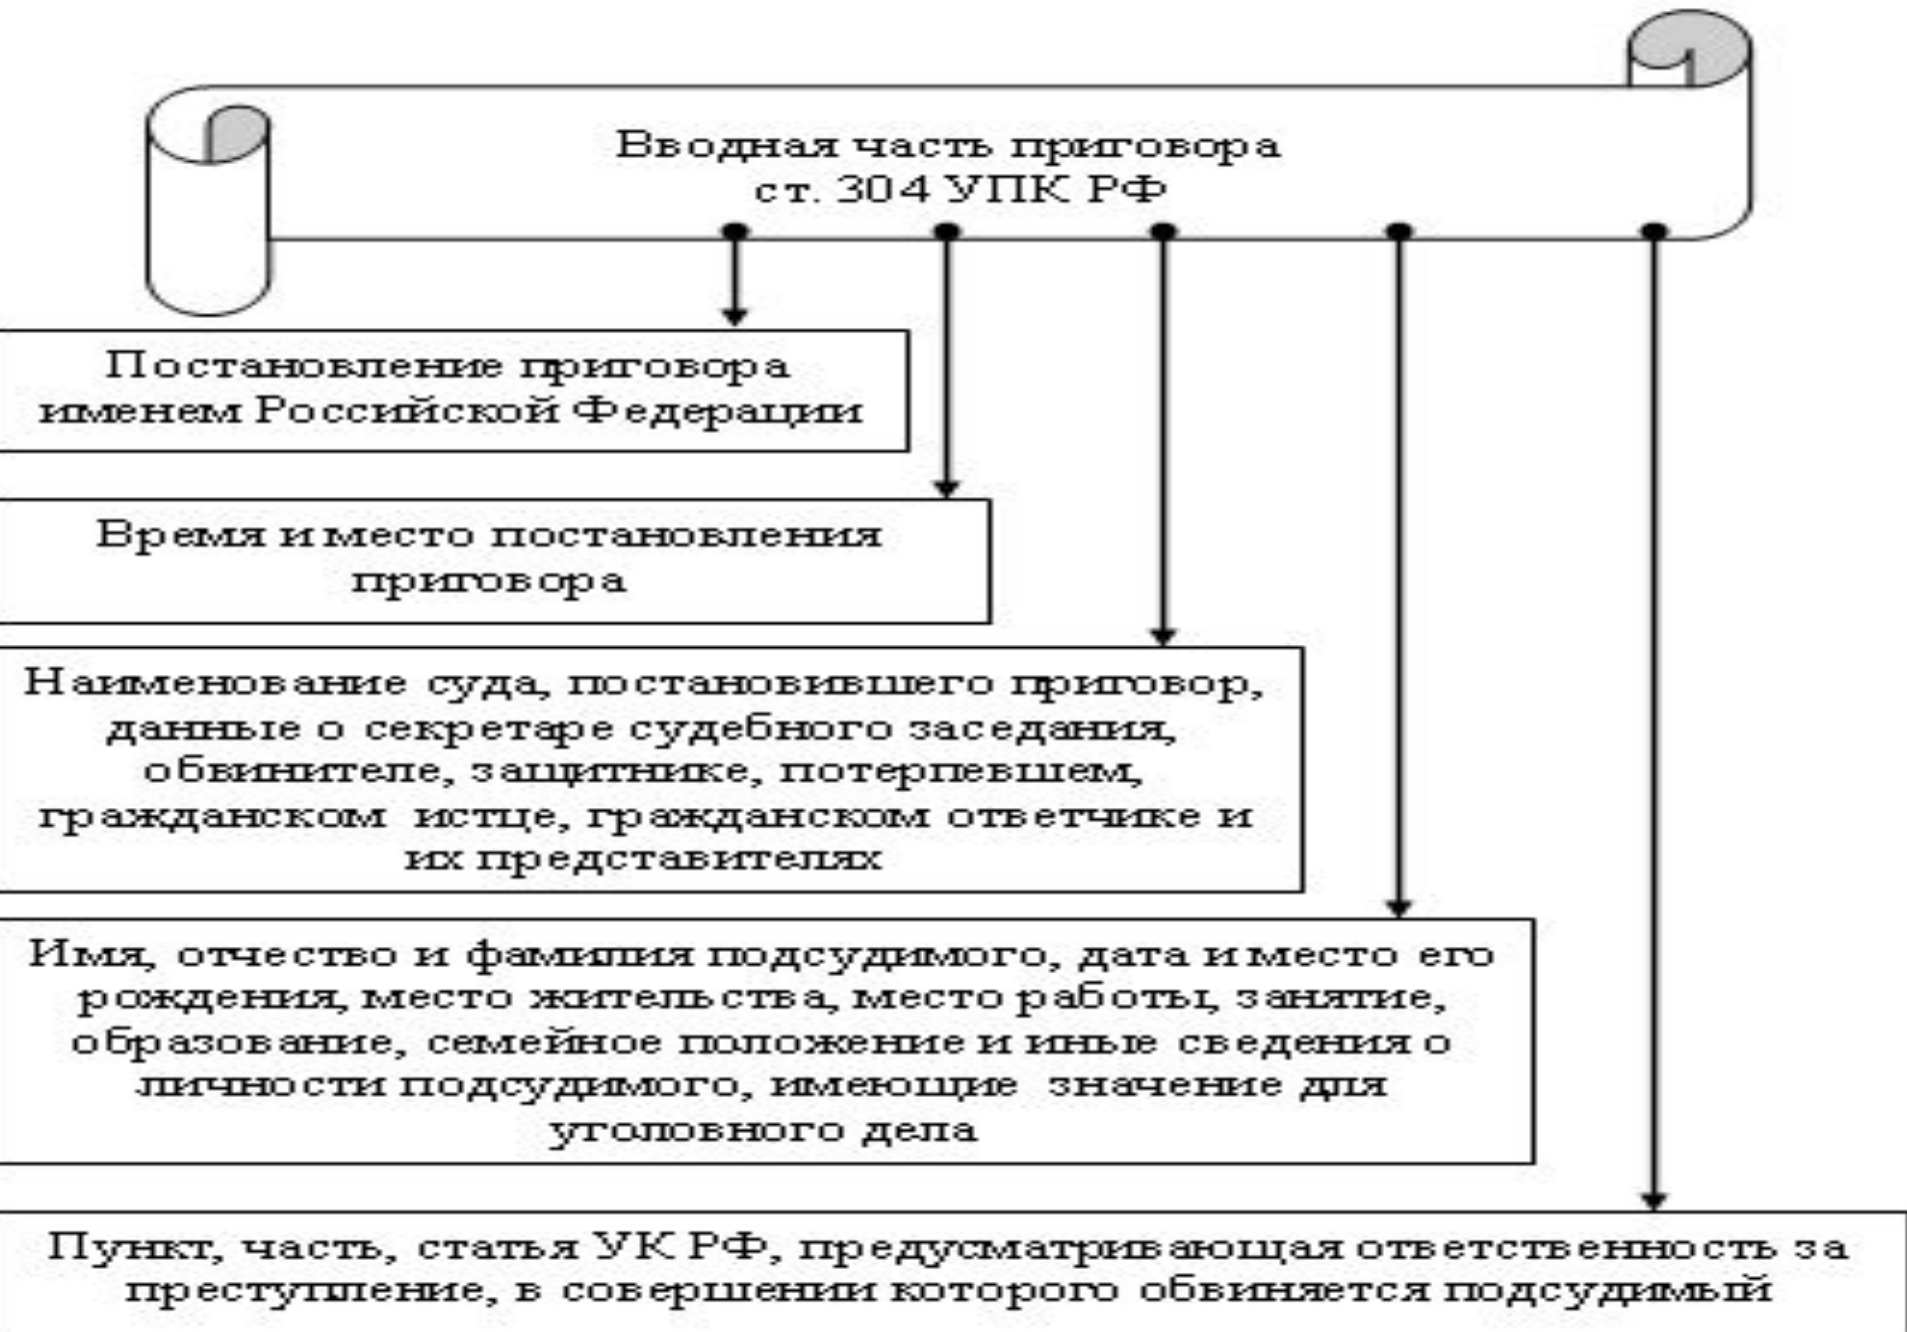 Вводная часть приговора
ст. 304 УПК РФ
Постановление приговора
именем Российской Федерации
Время и место постановления
приговора
Наименование суда, постановившего приговор,
данные о секретаре судебного заседания,
обвинителе, защитнике, потерпевшем,
гражданском истце, гражданском ответчике и
их представителях
Имя, отчество и фамилия подсудимого, дата и место его
рождения, место жительства, место работы, занятие,
образование, семейное положение и иные сведения о
личности подсудимого, имеющие значение для
уголовного дела
Пункт, часть, статья УК РФ, предусматривающая ответственность за
преступление, в совершении которого обвиняется подсудимый